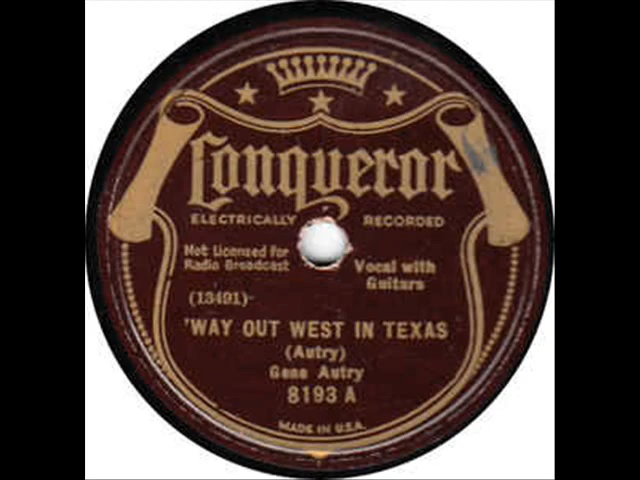 Conqueror
ELECTRICALLY RECORDED
Not Licensed for
Radio Broadcast
Vocal with
Guitars
(13491)
'WAY OUT WEST IN TEXAS
(Autry)
Gene Autry
8193 A
MADE IN U.S.A.